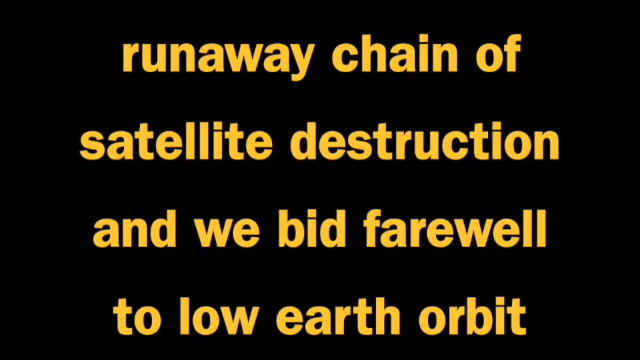 runaway chain of
satellite destruction
and we bid farewell
to low earth orbit